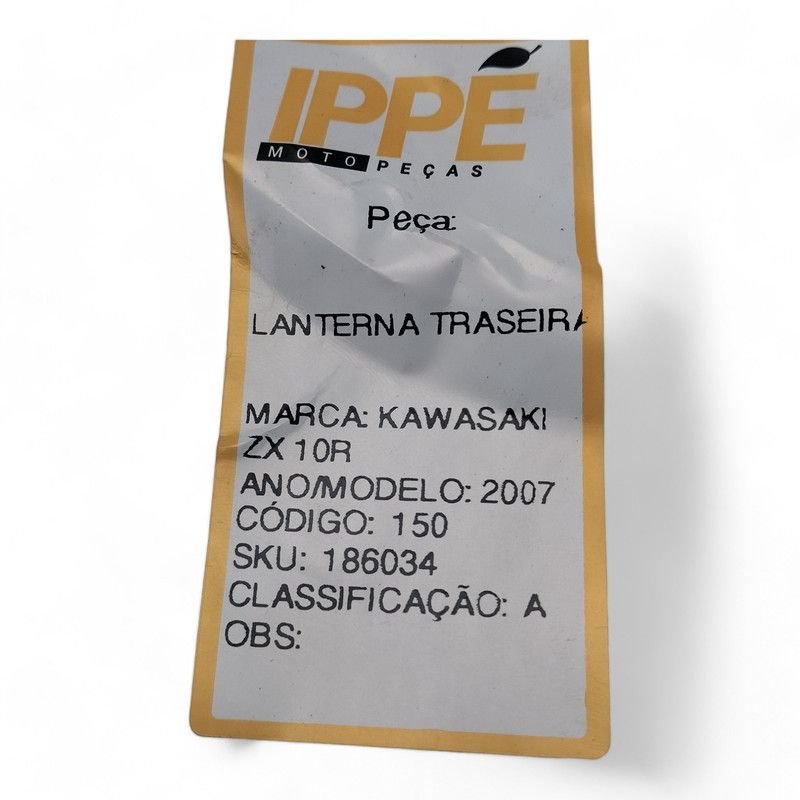 IPPÉ
MOTO PEÇAS
Peça:
LANTERNA TRASEIRA
MARCA: KAWASAKI
ZX 10R
ANO/MODELO: 2007
CÓDIGO: 150
SKU: 186034
CLASSIFICAÇÃO: A
OBS: